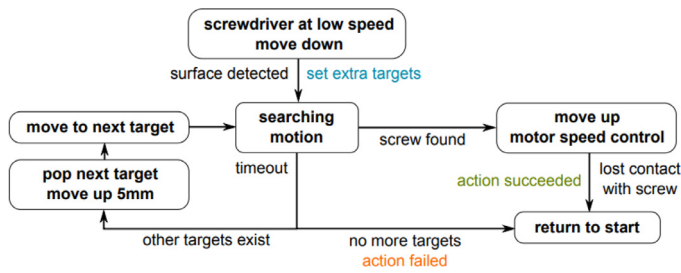 screwdriver at low speed
move down
surface detected
set extra targets
move to next target
searching
motion
screw found
move up
motor speed control
pop next target
move up 5mm
timeout
action succeeded
lost contact
with screw
other targets exist
no more targets
action failed
return to start